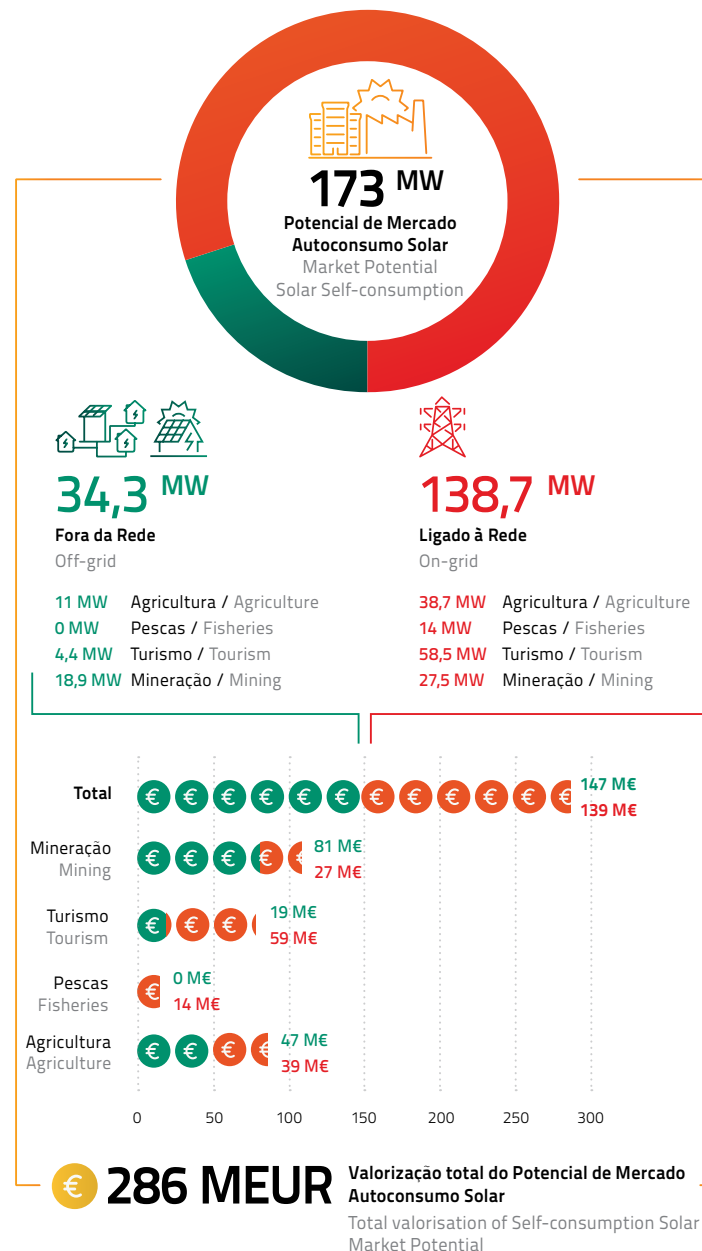 173 MW
Potencial de Mercado
Autoconsumo Solar
Market Potential
Solar Self-consumption
34,3 MW
Fora da Rede
Off-grid
11 MW Agricultura / Agriculture
0 MW Pescas / Fisheries
4,4 MW Turismo / Tourism
18,9 MW Mineração / Mining
138,7 MW
Ligado à Rede
On-grid
38,7 MW Agricultura / Agriculture
14 MW Pescas / Fisheries
58,5 MW Turismo / Tourism
27,5 MW Mineração / Mining
Total
147 M€
139 M€
Mineração
Mining
81 M€
27 M€
Turismo
Tourism
19 M€
59 M€
Pescas
Fisheries
0 M€
14 M€
Agricultura
Agriculture
47 M€
39 M€
0 50 100 150 200 250 300
€ 286 MEUR
Valorização total do Potencial de Mercado
Autoconsumo Solar
Total valorisation of Self-consumption Solar
Market Potential